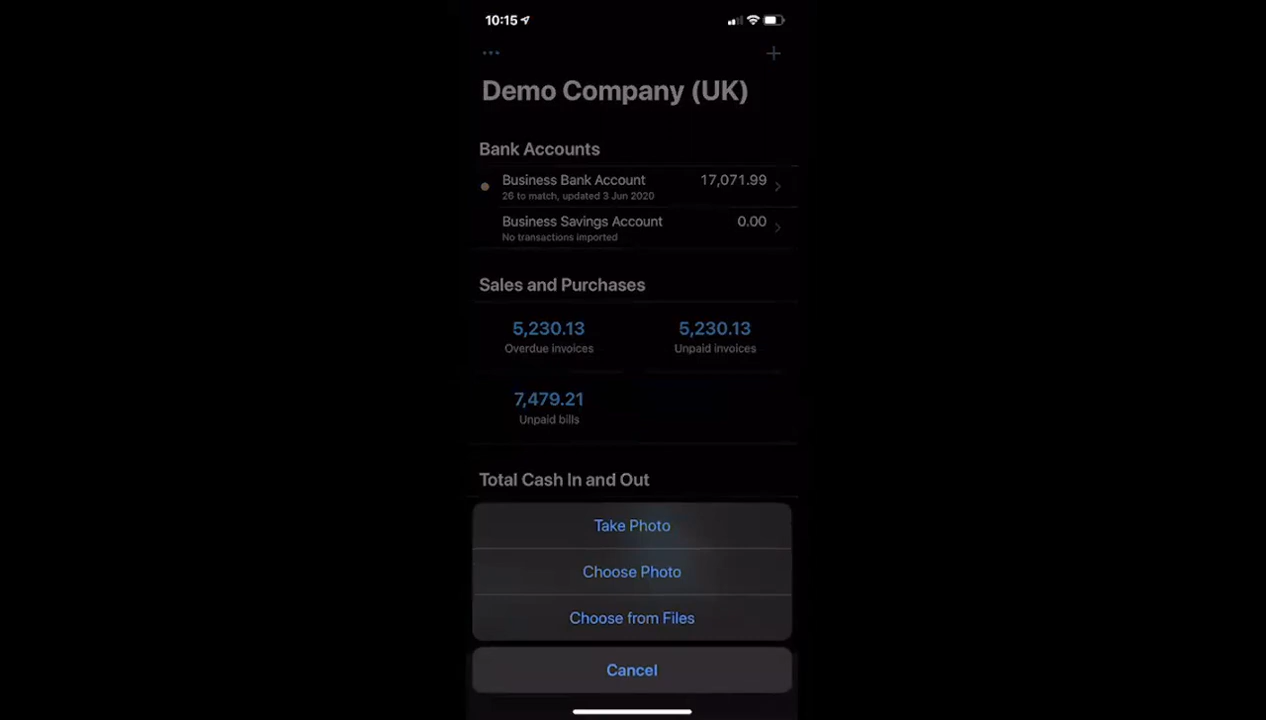 10:15
Demo Company (UK)
Bank Accounts
Business Bank Account 17,071.99
26 to match, updated 3 Jun 2020
Business Savings Account 0.00
No transactions imported
Sales and Purchases
5,230.13 5,230.13
Overdue invoices Unpaid invoices
7,479.21
Unpaid bills
Total Cash In and Out
Take Photo
Choose Photo
Choose from Files
Cancel